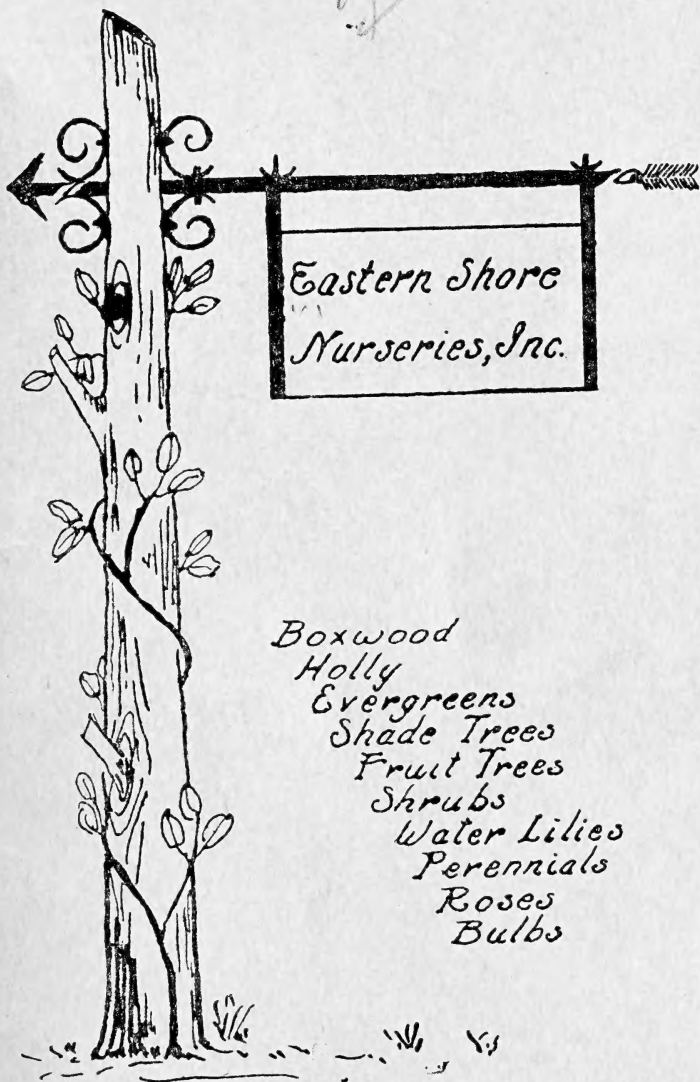 Eastern Shore
Nurseries, Inc.
Boxwood
Holly
Evergreens
Shade Trees
Fruit Trees
Shrubs
Water Lilies
Perennials
Roses
Bulbs